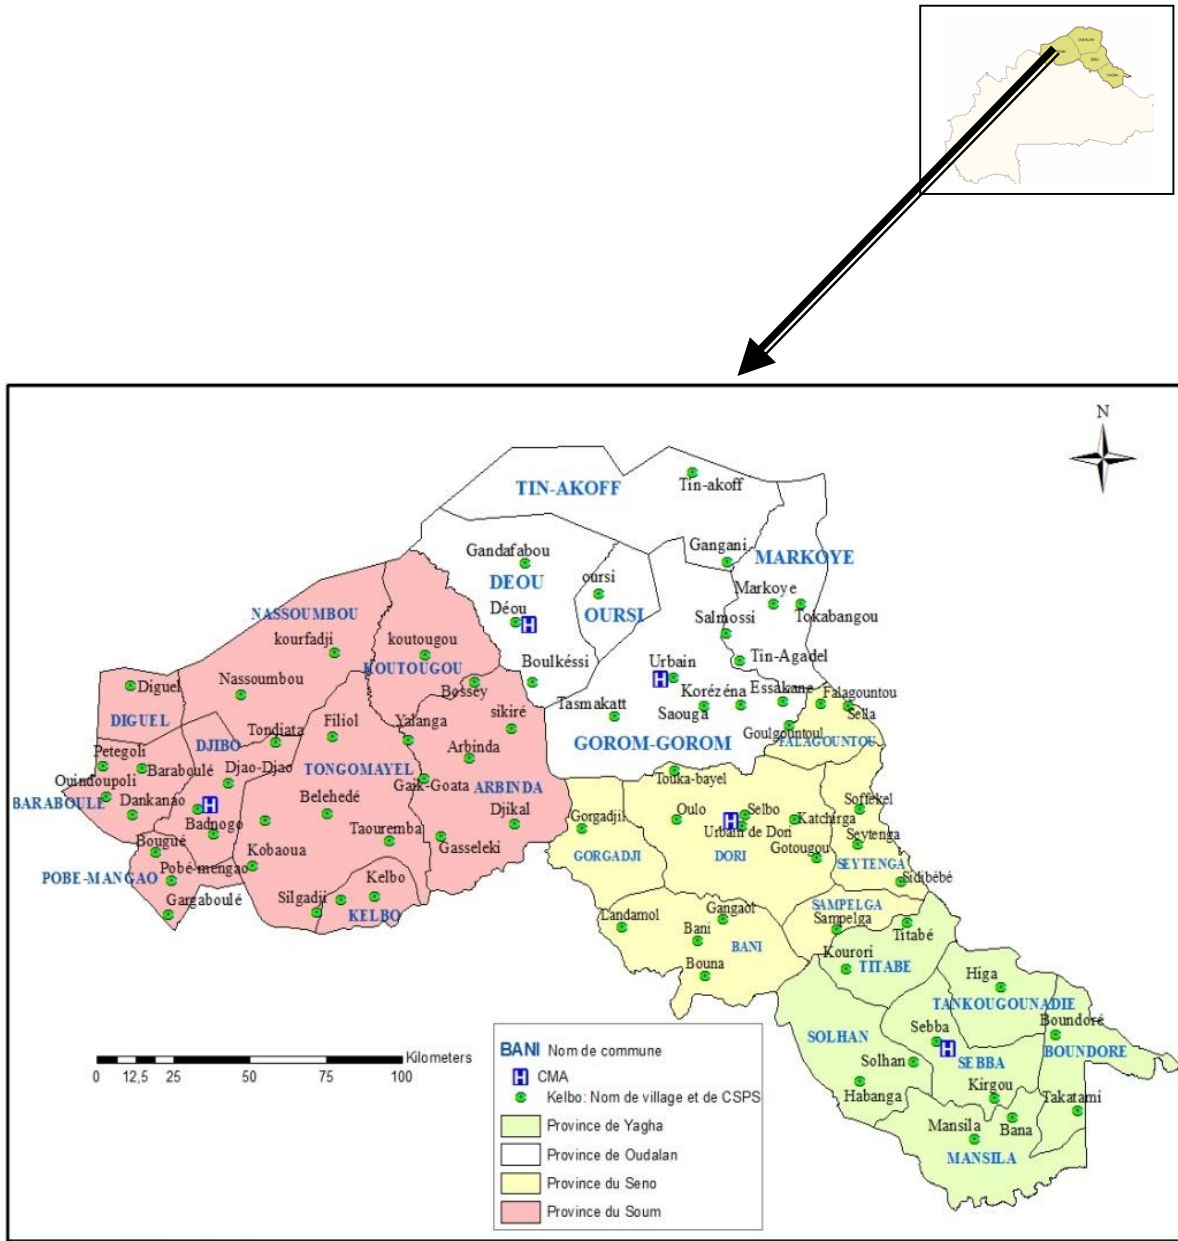 N
TIN-AKOFF
Tin-akoff
Gangani
MARKOYE
Gandafabou
DEOU
oursi
OURSI
Markoye
Tokabangou
Déou
Salmossi
Tin-Agadel
NASSOUMBOU
kourfadji
koutougou
KOUTOUGOU
Boulkéssi
Urbain
Korézéna
Essakane
Falagountou
Sella
Diguel
Nassoumbou
Bossey
Tasmakatt
Saouga
Goulgountoul
FALAGOUNTOU
DIGUEL
Filiol
Yalanga
sikiré
GOROM-GOROM
DJIBO
Tondiata
Petegoli
Baraboulé
Djao-Djao
TONGOMAYEL
Arbinda
Touka-bayel
Ouindoupoli
Gaik-Goata
ARBINDA
BARABOULE
Dankanao
Belehedé
Djikal
Gorgadji
Oulo
Selbo
Katchirga
Soffekel
Badnogo
Taouremba
Urbain de Dori
Seytenga
Bougué
Kobaoua
Gasseleki
GORGADJI
DORI
Gotougou
SEYTENGA
POBE-MANGAO
Pobé-mengao
Kelbo
Sidibébé
Gargaboulé
Silgadji
KELBO
Landamol
Gangaol
SAMPELGA
Sampelga
Bani
BANI
Titabé
Bouna
Kourori
TITABE
Higa
TANKOUGOUNADIE
SOLHAN
Sebba
Boundoré
Solhan
SEBBA
BOUNDORE
Habanga
Kirgou
Takatami
Mansila
Bana
MANSILA
Kilometers
0 12,5 25 50 75 100
BANI Nom de commune
H CMA
Kelbo: Nom de village et de CSPS
Province de Yagha
Province de Oudalan
Province du Seno
Province du Soum